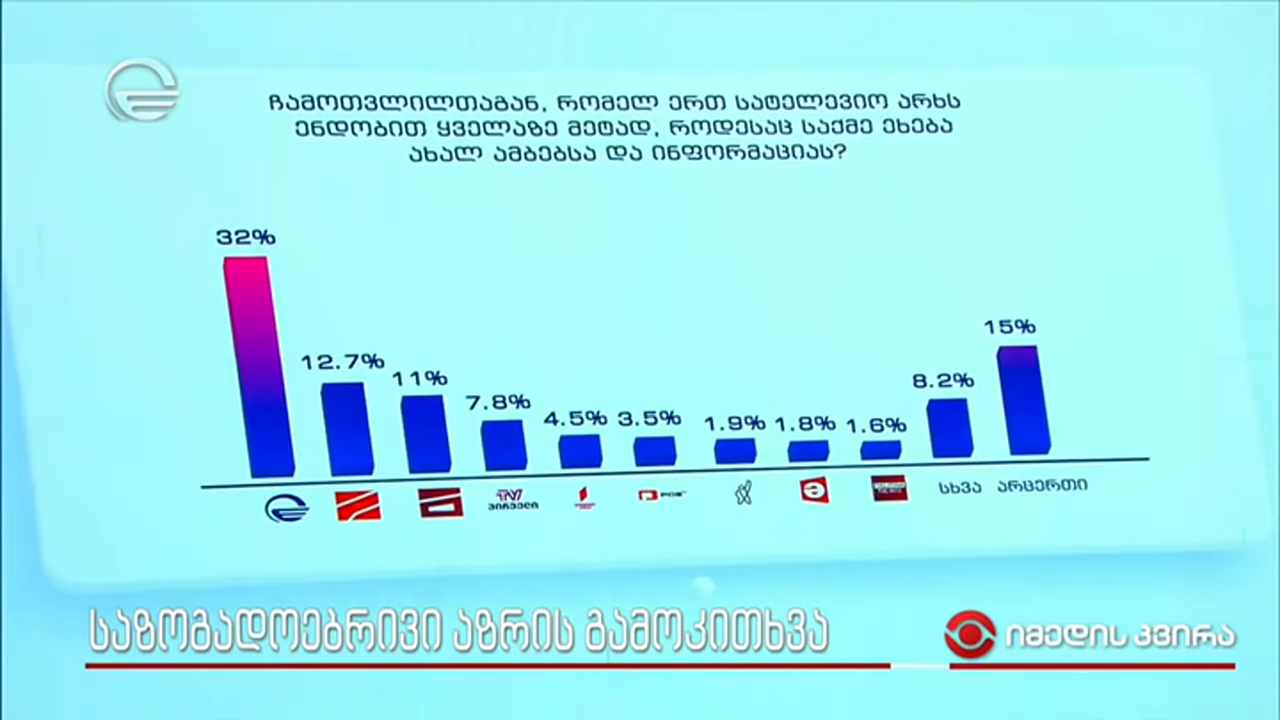 ჩამოთვლილთაგან, რომელ ერთ სატელევიო არხს
ენდობით ყველაზე მეტად, როდესაც საქმე ეხება
ახალ ამბებსა და ინფორმაციას?
32%
12.7%
11%
7.8%
4.5%
3.5%
1.9%
1.8%
1.6%
8.2%
15%
პირველი
სხვა
არცერთი
საზოგადოებრივი აზრის გამოკითხვა
იმედის კვირა